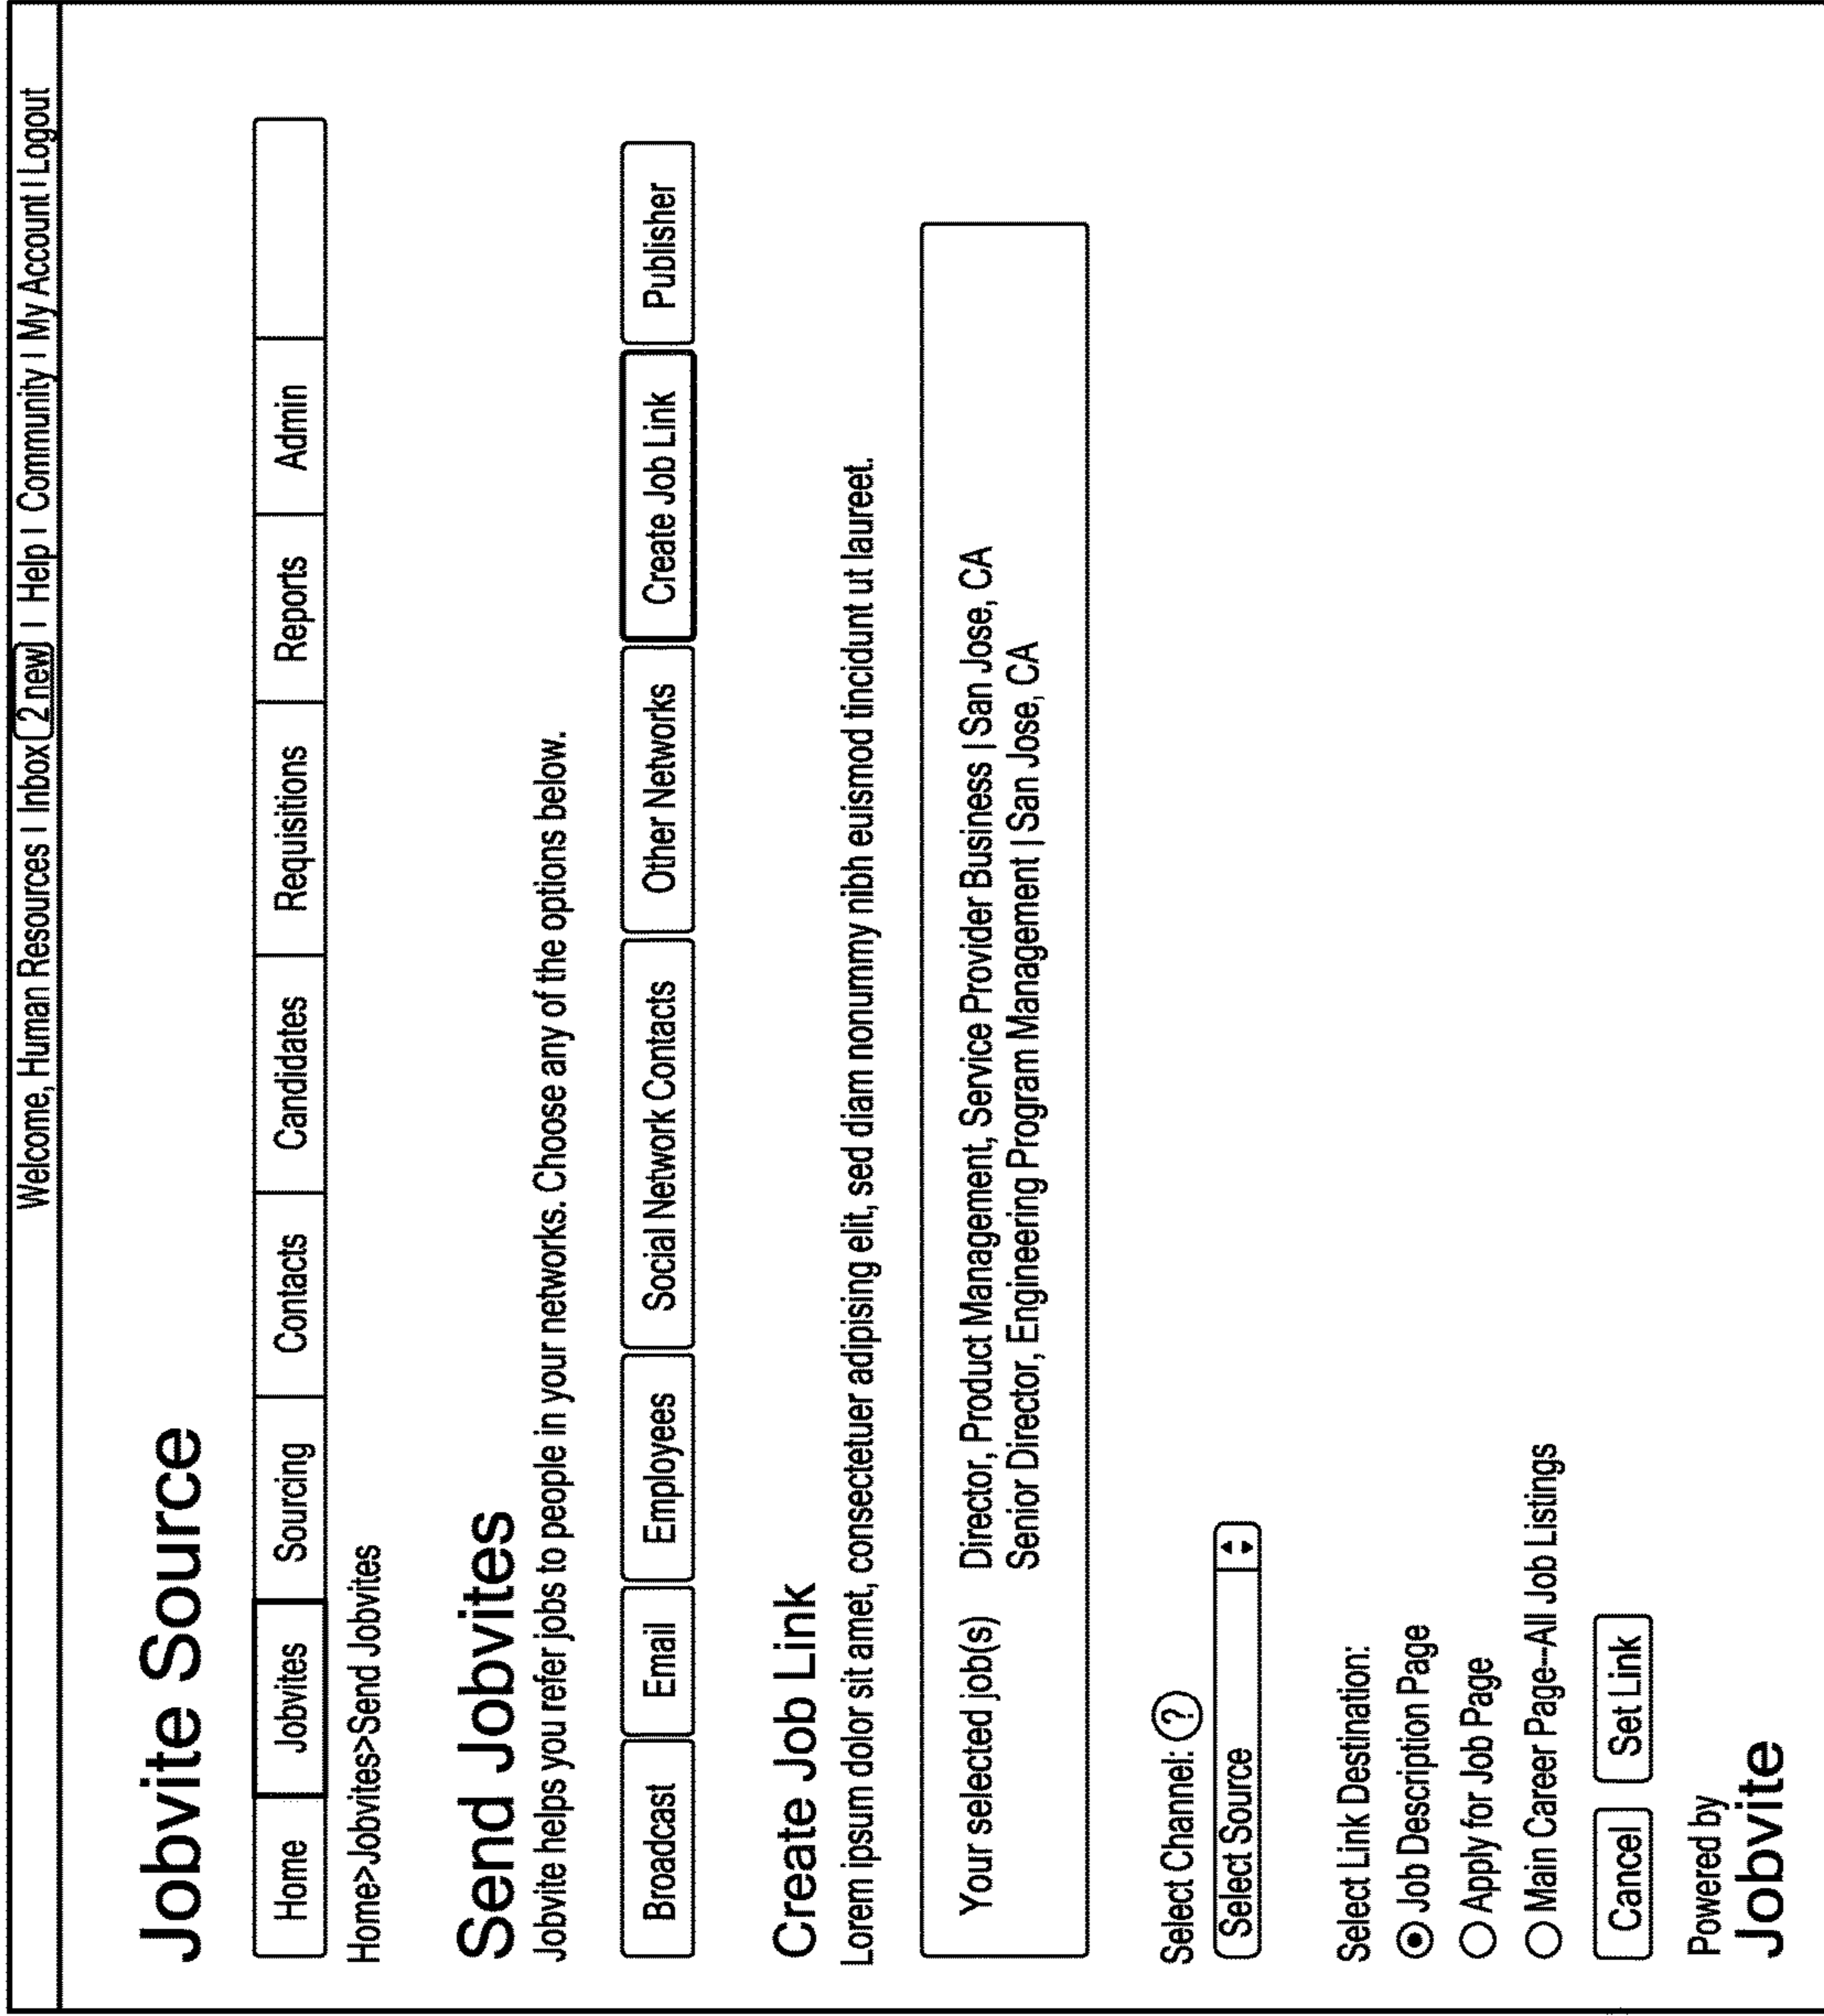 Welcome, Human Resources | Inbox 2 new | Help | Community | My Account | Logout
Jobvite Source
Home Jobvites Sourcing Contacts Candidates Requisitions Reports Admin
Home>Jobvites>Send Jobvites
Send Jobvites
Jobvite helps you refer jobs to people in your networks. Choose any of the options below.
Broadcast Email Employees Social Network Contacts Other Networks Create Job Link Publisher
Create Job Link
Lorem ipsum dolor sit amet, consectetuer adipising elit, sed diam nonummy nibh euismod tincidunt ut laureet.
Your selected job(s) Director, Product Management, Service Provider Business | San Jose, CA
Senior Director, Engineering Program Management | San Jose, CA
Select Channel: ?
Select Source
Select Link Destination:
Job Description Page
Apply for Job Page
Main Career Page--All Job Listings
Cancel Set Link
Powered by
Jobvite